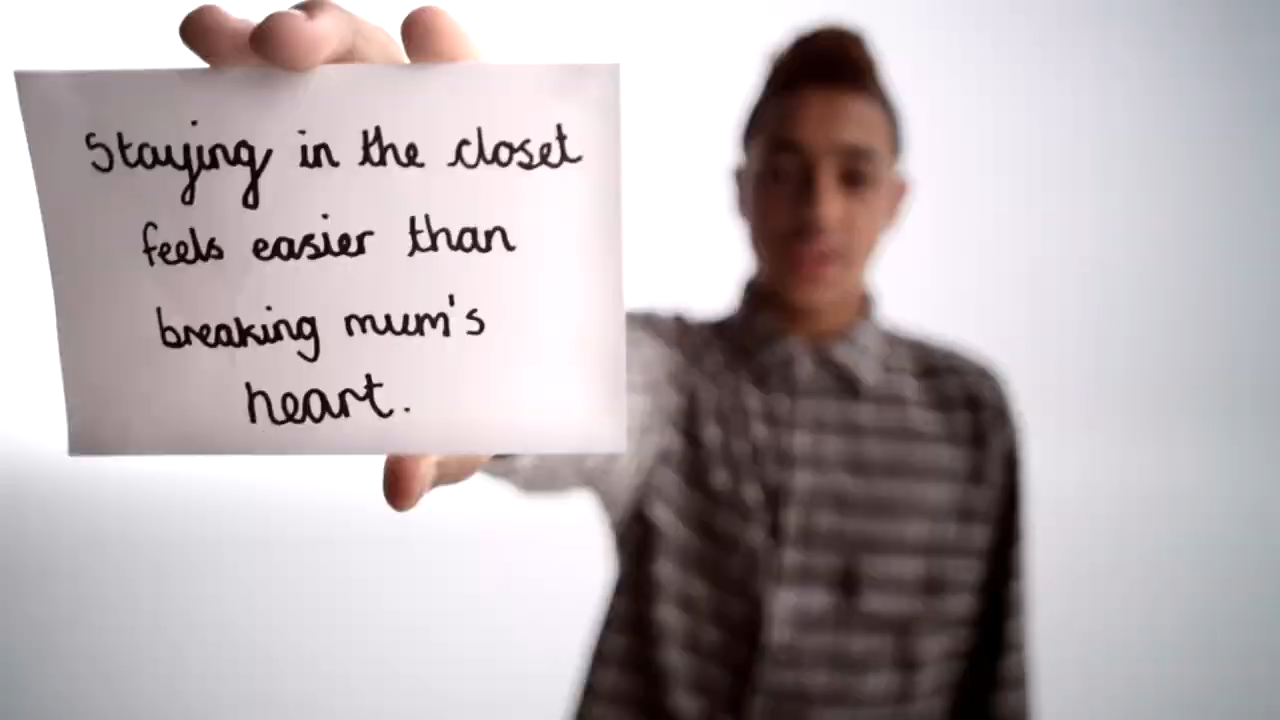 Staying in the closet
feels easier than
breaking mum's
heart.